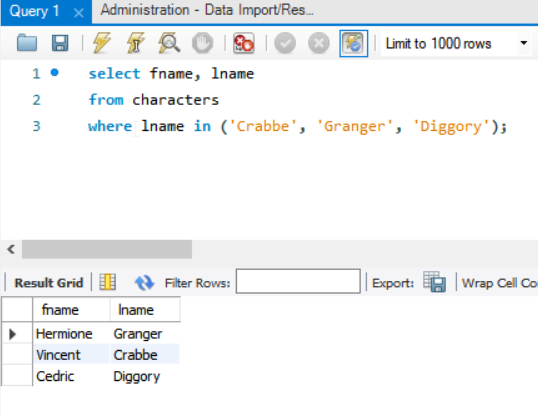 Query 1 × Administration - Data Import/Res...
Limit to 1000 rows
1 select fname, lname
2 from characters
3 where lname in ('Crabbe', 'Granger', 'Diggory');
Result Grid Filter Rows: Export: Wrap Cell Co
fname lname
Hermione Granger
Vincent Crabbe
Cedric Diggory